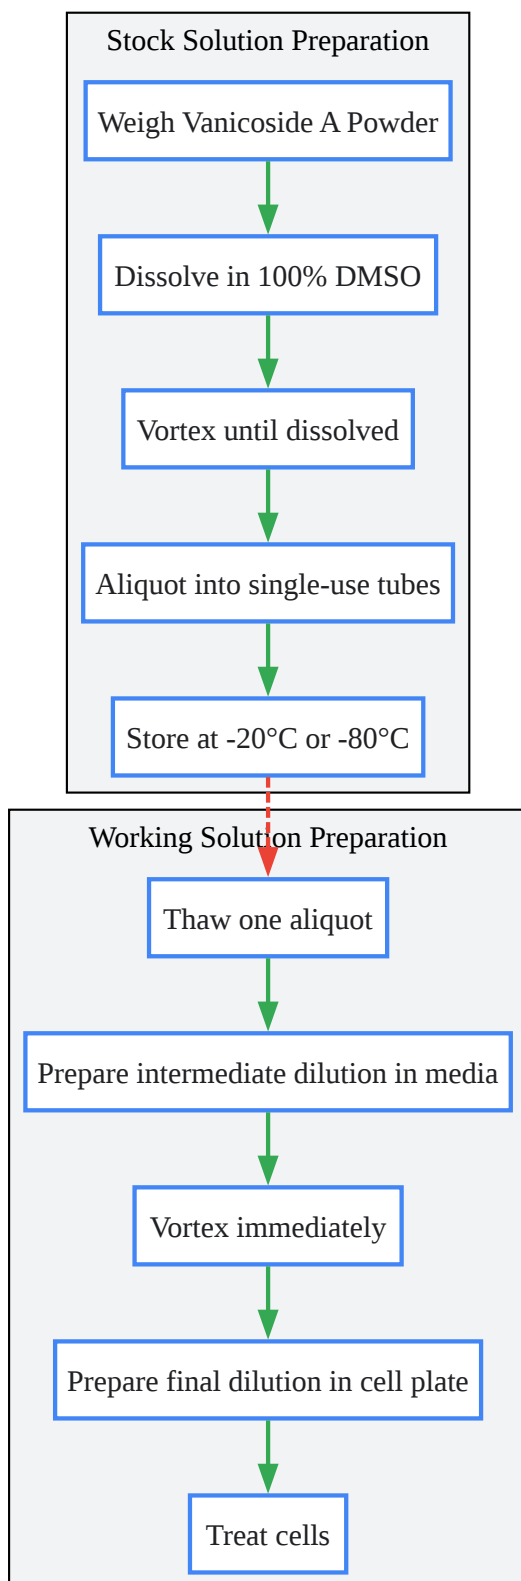 Stock Solution Preparation
Weigh Vanicoside A Powder
Dissolve in 100% DMSO
Vortex until dissolved
Aliquot into single-use tubes
Store at -20°C or -80°C
Working Solution Preparation
Thaw one aliquot
Prepare intermediate dilution in media
Vortex immediately
Prepare final dilution in cell plate
Treat cells